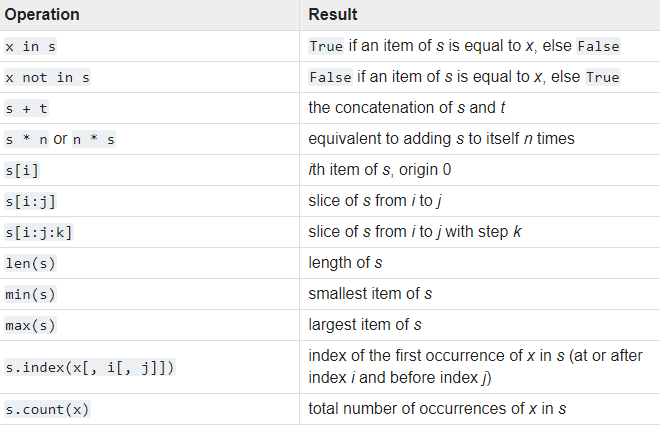 Operation Result
x in s True if an item of s is equal to x, else False
x not in s False if an item of s is equal to x, else True
s + t the concatenation of s and t
s * n or n * s equivalent to adding s to itself n times
s[i] ith item of s, origin 0
s[i:j] slice of s from i to j
s[i:j:k] slice of s from i to j with step k
len(s) length of s
min(s) smallest item of s
max(s) largest item of s
s.index(x[, i[, j]]) index of the first occurrence of x in s (at or after
index i and before index j)
s.count(x) total number of occurrences of x in s